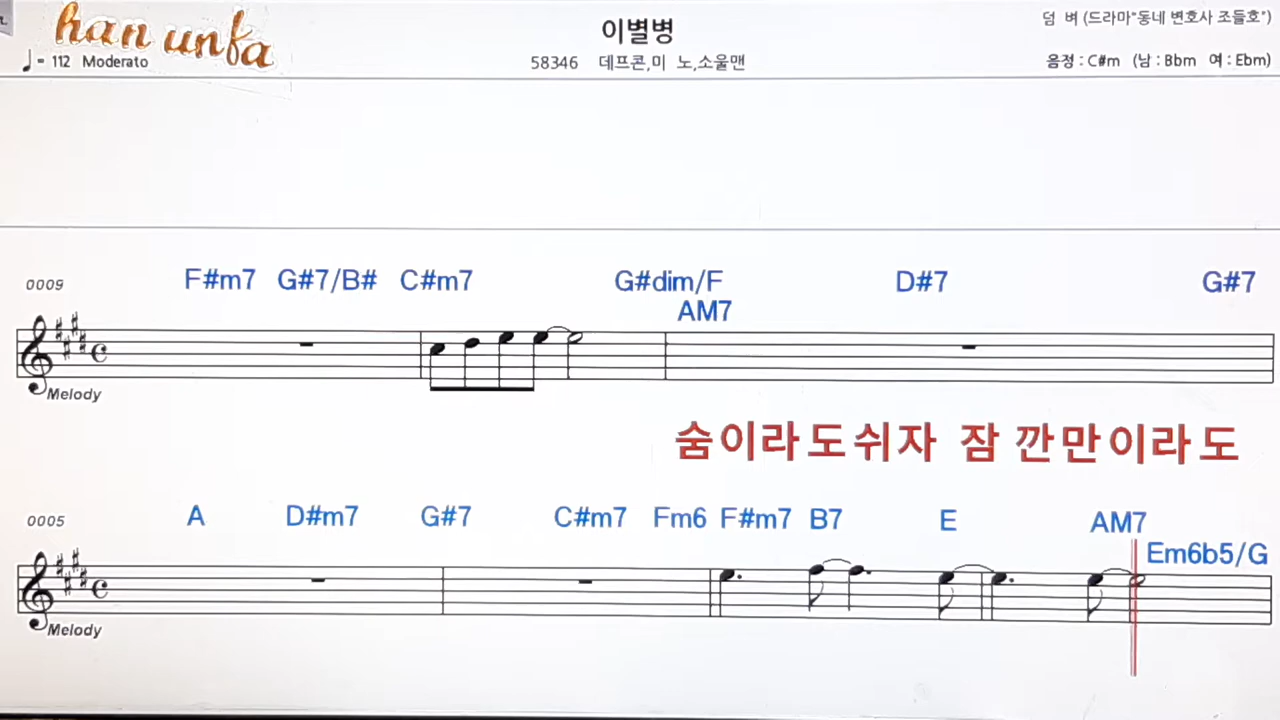 han unfa
이별병
덤 벼 (드라마"동네 변호사 조들호")
♩= 112 Moderato
58346 데프콘,미 노,소울맨
음정 : C#m (남 : Bbm 여 : Ebm)
0009
F#m7 G#7/B# C#m7 G#dim/F D#7 G#7
AM7
Melody
숨이라도쉬자 잠 깐만이라도
0005
A D#m7 G#7 C#m7 Fm6 F#m7 B7 E AM7
Em6b5/G
Melody